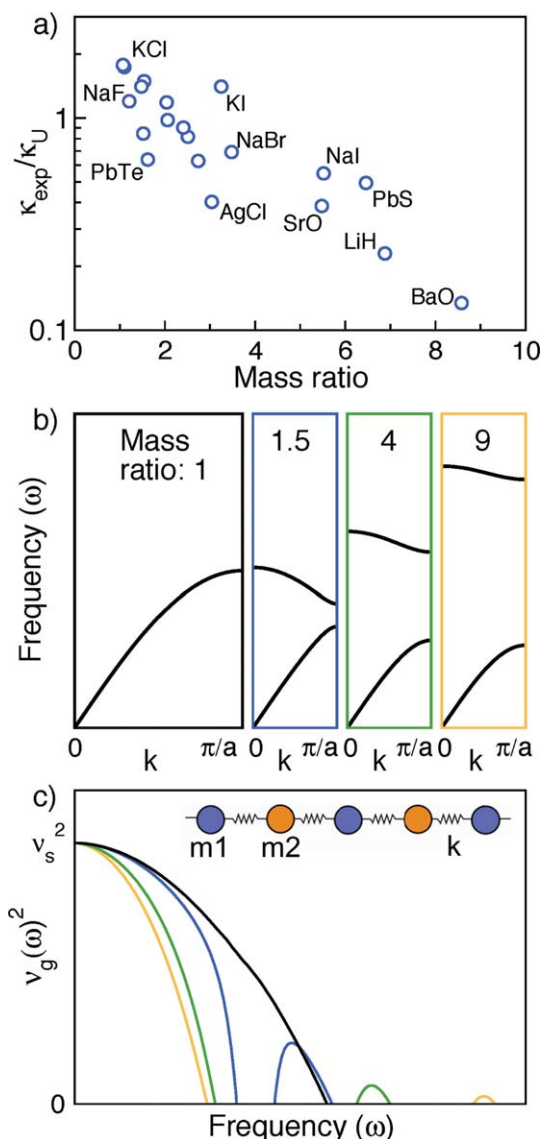 a)
KCl
NaF
KI
1
NaBr
NaI
PbTe
PbS
AgCl
SrO
LiH
BaO
κexp/κU
0.1
0 2 4 6 8 10
Mass ratio
b)
Mass
ratio: 1
1.5
4
9
Frequency (ω)
0 k π/a
0 k π/a
0 k π/a
0 k π/a
c)
νs²
m1 m2 k
νg(ω)²
0
Frequency (ω)